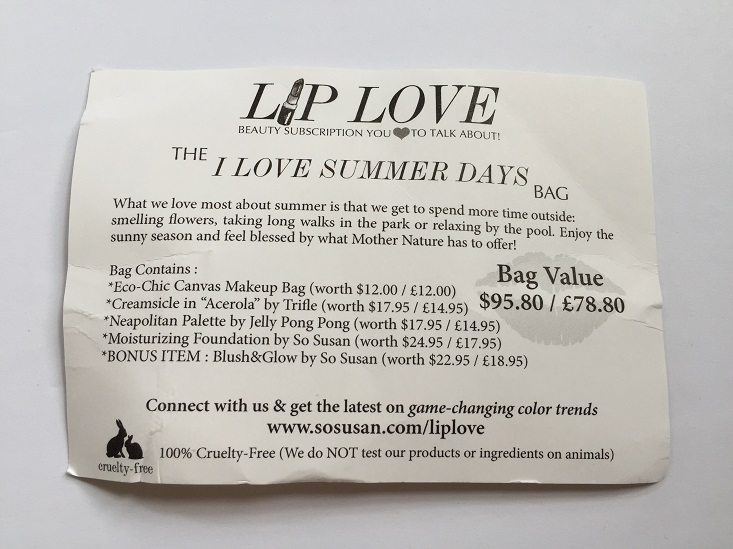 LIP LOVE
BEAUTY SUBSCRIPTION YOU ♥ TO TALK ABOUT!
THE I LOVE SUMMER DAYS BAG
What we love most about summer is that we get to spend more time outside:
smelling flowers, taking long walks in the park or relaxing by the pool. Enjoy the
sunny season and feel blessed by what Mother Nature has to offer!
Bag Contains :
*Eco-Chic Canvas Makeup Bag (worth $12.00 / £12.00)
*Creamsicle in “Acerola” by Trifle (worth $17.95 / £14.95)
*Neapolitan Palette by Jelly Pong Pong (worth $17.95 / £14.95)
*Moisturizing Foundation by So Susan (worth $24.95 / £17.95)
*BONUS ITEM : Blush&Glow by So Susan (worth $22.95 / £18.95)
Bag Value
$95.80 / £78.80
Connect with us & get the latest on game-changing color trends
www.sosusan.com/liplove
cruelty-free
100% Cruelty-Free (We do NOT test our products or ingredients on animals)